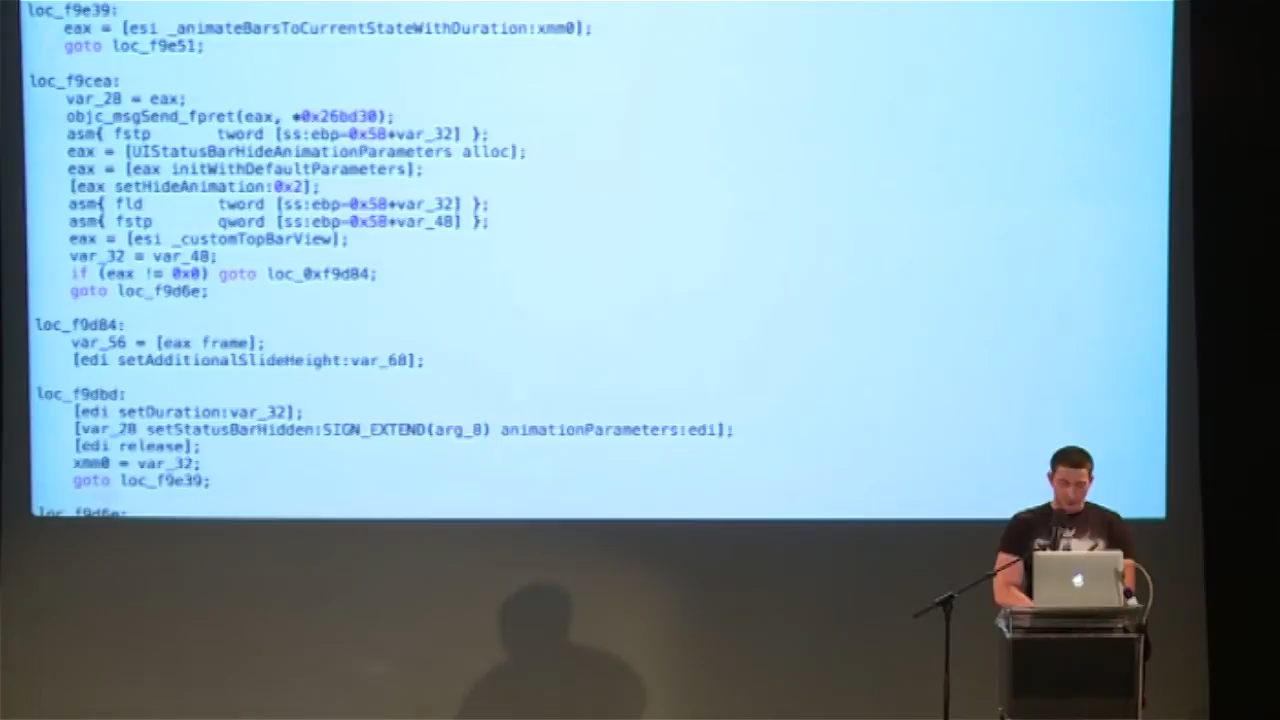 loc_f9e39:
eax = [esi _animateBarsToCurrentStateWithDuration:xmm0];
goto loc_f9e51;
loc_f9cea:
var_28 = eax;
objc_msgSend_fpret(eax, *0x26bd30);
asm{ fstp tword [ss:ebp-0x58+var_32] };
eax = [UIStatusBarHideAnimationParameters alloc];
eax = [eax initWithDefaultParameters];
[eax setHideAnimation:0x2];
asm{ fld tword [ss:ebp-0x58+var_32] };
asm{ fstp qword [ss:ebp-0x58+var_48] };
eax = [esi _customTopBarView];
var_32 = var_48;
if (eax != 0x0) goto loc_0xf9d84;
goto loc_f9d6e;
loc_f9d84:
var_56 = [eax frame];
[edi setAdditionalSlideHeight:var_68];
loc_f9dbd:
[edi setDuration:var_32];
[var_28 setStatusBarHidden:SIGN_EXTEND(arg_8) animationParameters:edi];
[edi release];
xmm0 = var_32;
goto loc_f9e39;
loc_f9d6e: